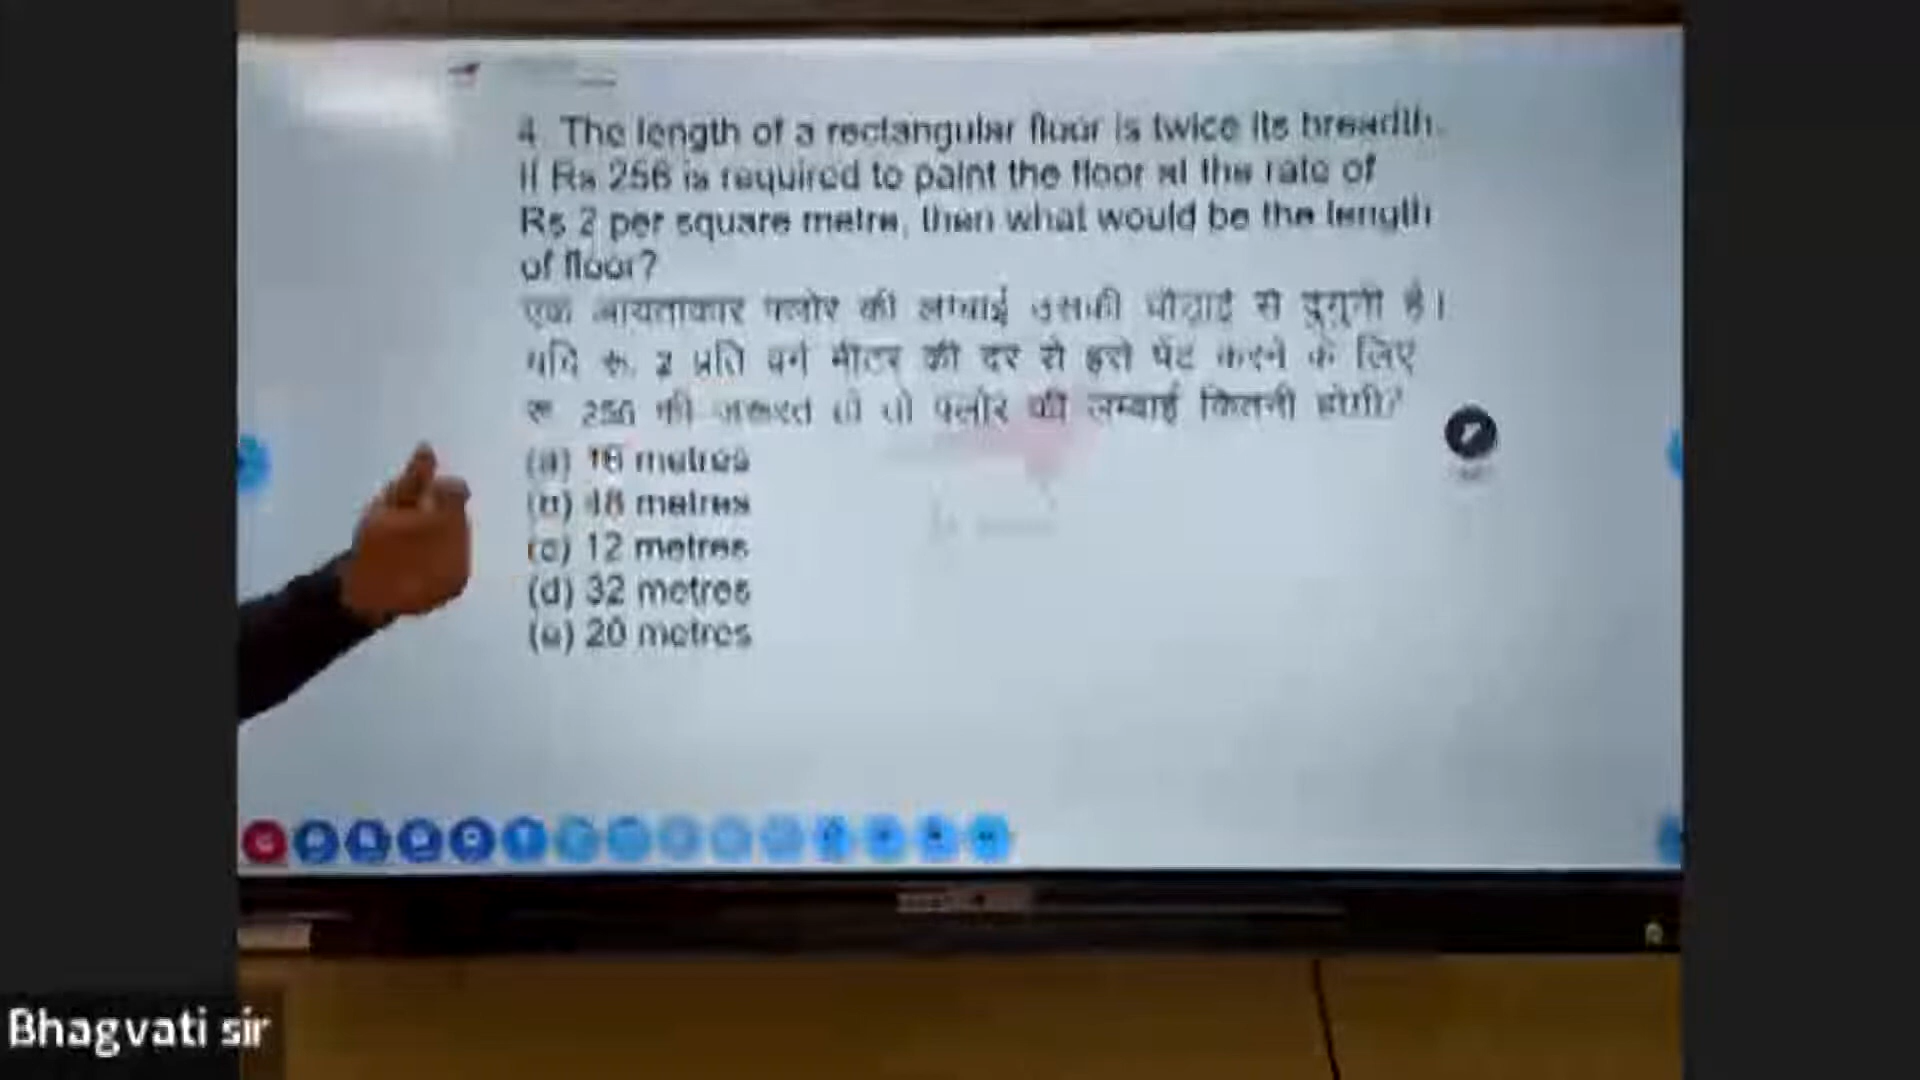 4 The length of a rectangular floor is twice its breadth.
If Rs 256 is required to paint the floor at the rate of
Rs 2 per square metre, then what would be the length
of floor?
एक आयताकार फ्लोर की लम्बाई उसकी चौड़ाई से दुगुनी है।
यदि रू. 2 प्रति वर्ग मीटर की दर से इसे पेंट करने के लिए
रू 256 की जरूरत हो तो फ्लोर की लम्बाई कितनी होगी?
(a) 16 metres
(b) 18 metres
(c) 12 metres
(d) 32 metres
(e) 20 metres
Bhagvati sir